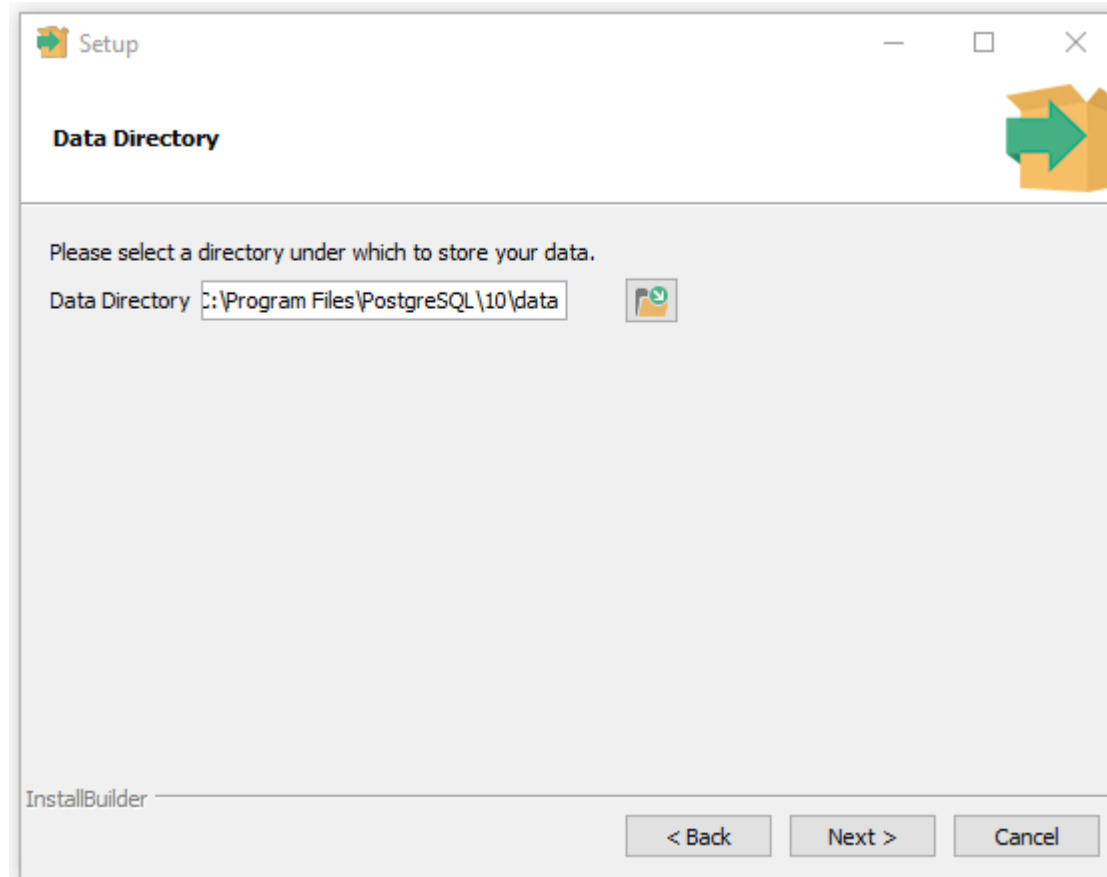 Setup
Data Directory
Please select a directory under which to store your data.
Data Directory C:\Program Files\PostgreSQL\10\data
InstallBuilder
< Back Next > Cancel